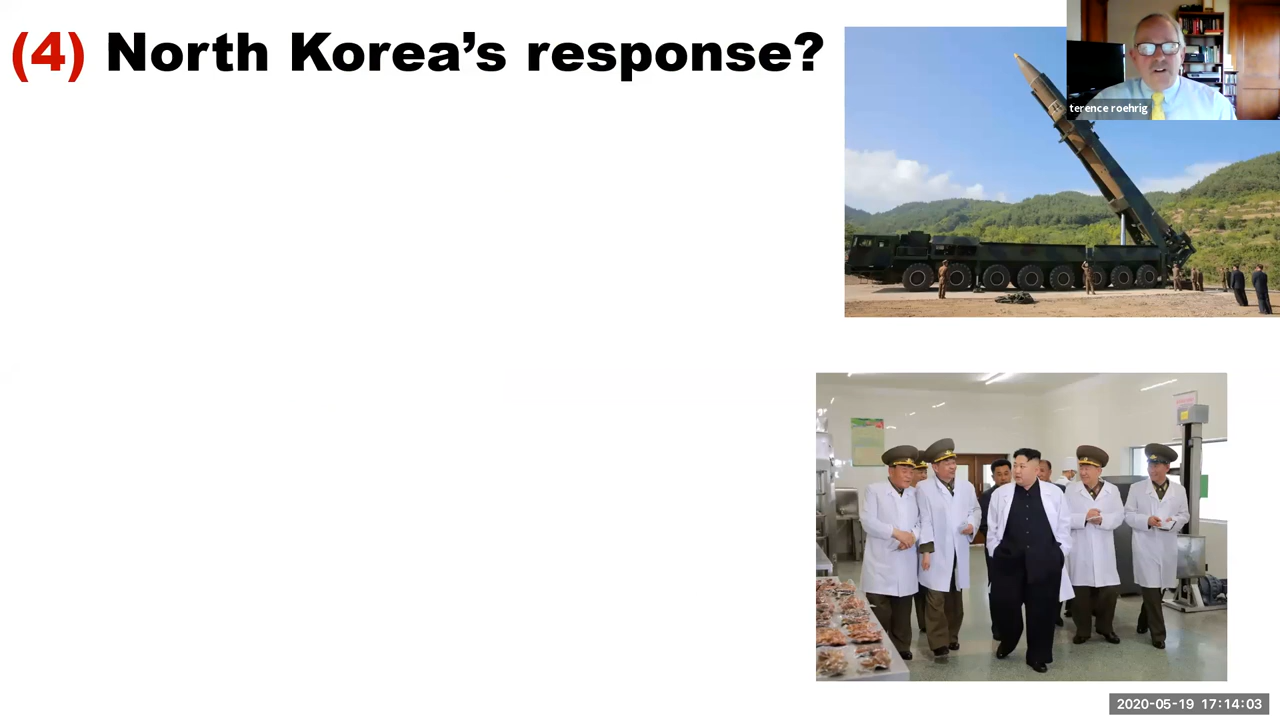 (4) North Korea’s response?
terence roehrig
2020-05-19 17:14:03